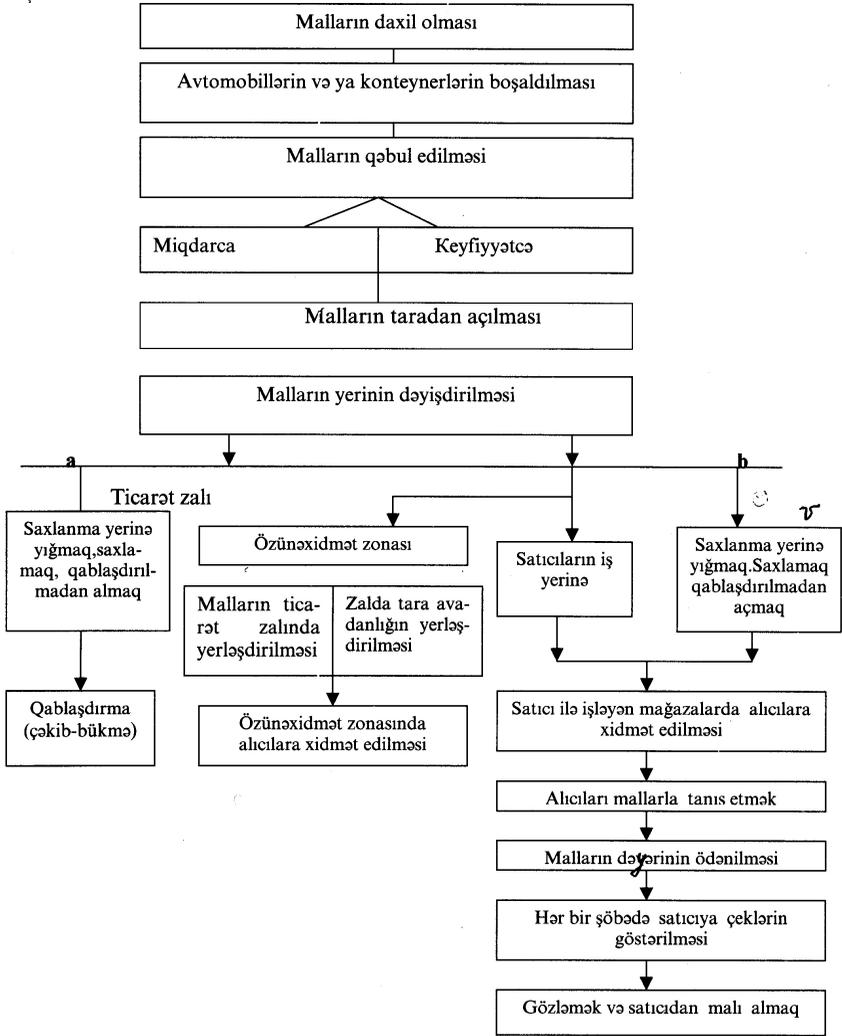 Malların daxil olması
Avtomobillərin və ya konteynerlərin boşaldılması
Malların qəbul edilməsi
Miqdarca
Keyfiyyətcə
Malların taradan açılması
Malların yerinin dəyişdirilməsi
a
b
Ticarət zalı
Saxlanma yerinə
yığmaq,saxla-
maq, qablaşdırıl-
madan almaq
Özünəxidmət zonası
Satıcıların iş
yerinə
v
Saxlanma yerinə
yığmaq.Saxlamaq
qablaşdırılmadan
açmaq
Malların tica-
rət zalında
yerləşdirilməsi
Zalda tara ava-
danlığın yerləş-
dirilməsi
Qablaşdırma
(çəkib-bükmə)
Özünəxidmət zonasında
alıcılara xidmət edilməsi
Satıcı ilə işləyən mağazalarda alıcılara
xidmət edilməsi
Alıcıları mallarla tanıs etmək
Malların dəyərinin ödənilməsi
Hər bir şöbədə satıcıya çeklərin
göstərilməsi
Gözləmək və satıcıdan malı almaq